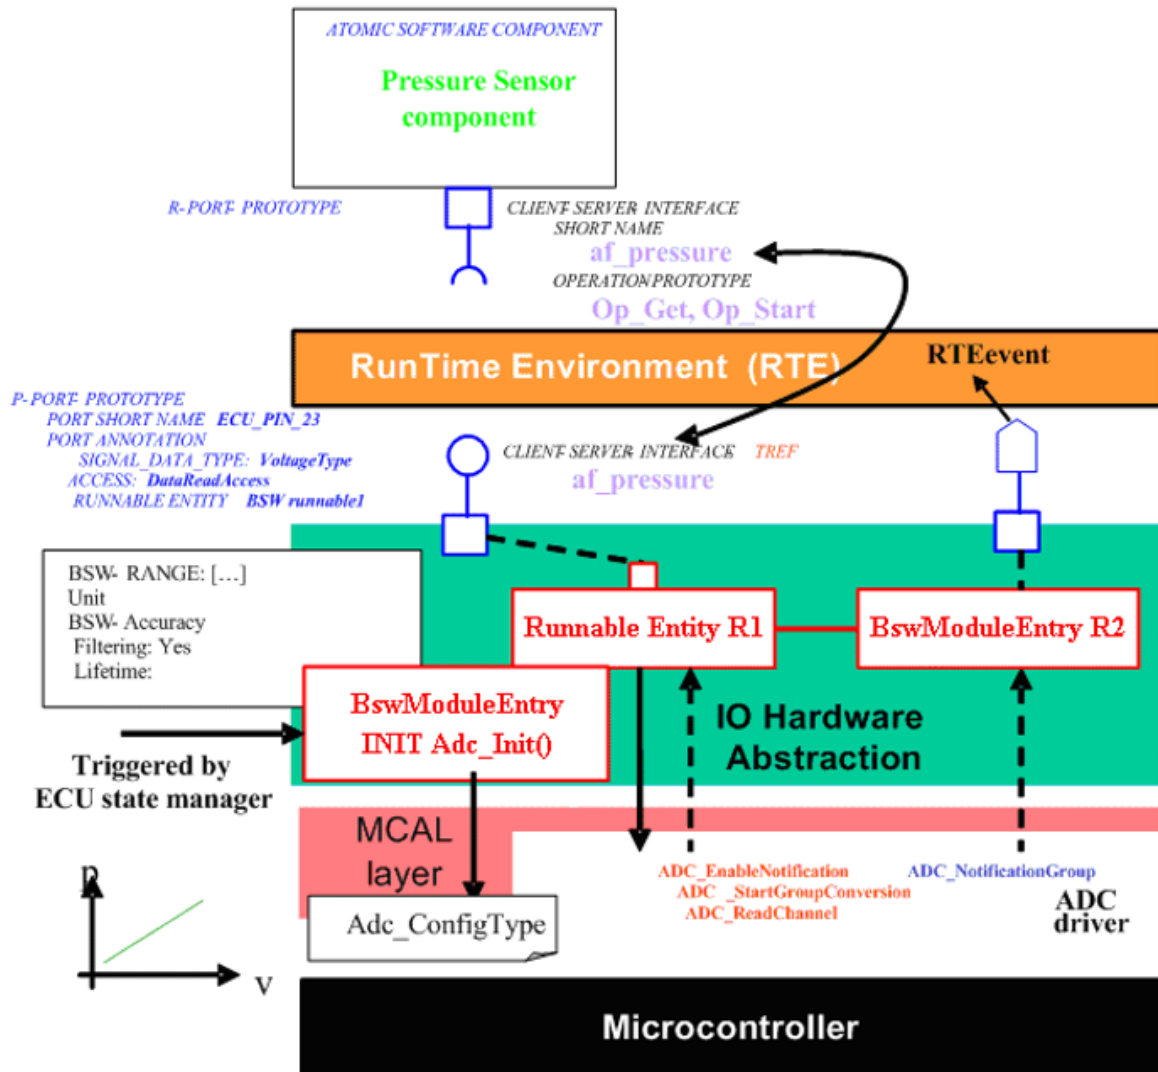 ATOMIC SOFTWARE COMPONENT
Pressure Sensor
component
R-PORT- PROTOTYPE
CLIENT-SERVER- INTERFACE
SHORT NAME
af_pressure
OPERATION-PROTOTYPE
Op_Get, Op_Start
RunTime Environment (RTE)
RTEevent
P-PORT- PROTOTYPE
PORT SHORT NAME ECU_PIN_23
PORT ANNOTATION
SIGNAL_DATA_TYPE: VoltageType
ACCESS: DataReadAccess
RUNNABLE ENTITY BSW runnable1
CLIENT-SERVER- INTERFACE TREF
af_pressure
BSW- RANGE: [...]
Unit
BSW- Accuracy
Filtering: Yes
Lifetime:
Runnable Entity R1
BswModuleEntry R2
BswModuleEntry
INIT Adc_Init()
IO Hardware
Abstraction
Triggered by
ECU state manager
MCAL
layer
ADC_EnableNotification
ADC _StartGroupConversion
ADC_ReadChannel
ADC_NotificationGroup
ADC
driver
Adc_ConfigType
p
v
Microcontroller